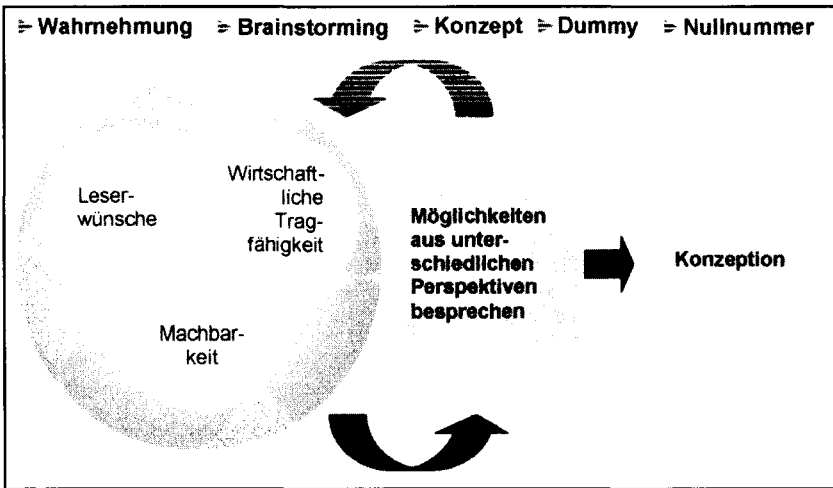 Wahrnehmung Brainstorming Konzept Dummy Nullnummer
Leser-
wünsche
Wirtschaft-
liche
Trag-
fähigkeit
Machbar-
keit
Möglichkeiten
aus unter-
schiedlichen
Perspektiven
besprechen
Konzeption